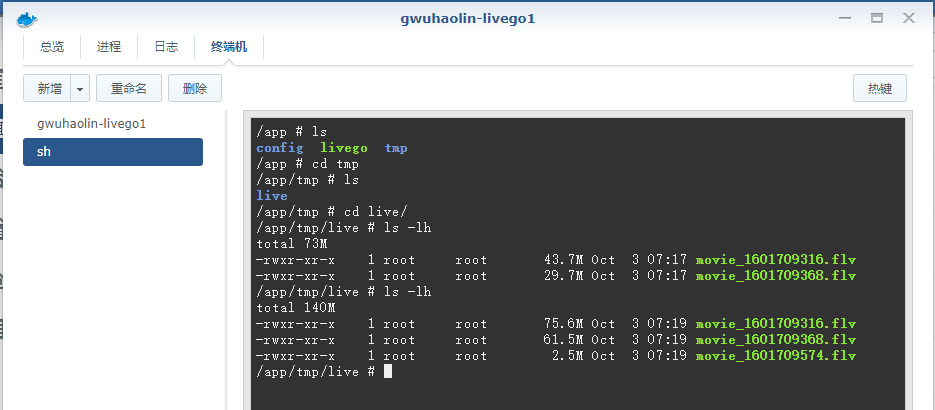 gwuhaolin-livego1
总览 进程 日志 终端机
新增 重命名 删除 热键
gwuhaolin-livego1
sh
/app # ls
config livego tmp
/app # cd tmp
/app/tmp # ls
live
/app/tmp # cd live/
/app/tmp/live # ls -lh
total 73M
-rwxr-xr-x 1 root root 43.7M Oct 3 07:17 movie_1601709316.flv
-rwxr-xr-x 1 root root 29.7M Oct 3 07:17 movie_1601709368.flv
/app/tmp/live # ls -lh
total 140M
-rwxr-xr-x 1 root root 75.6M Oct 3 07:19 movie_1601709316.flv
-rwxr-xr-x 1 root root 61.5M Oct 3 07:19 movie_1601709368.flv
-rwxr-xr-x 1 root root 2.5M Oct 3 07:19 movie_1601709574.flv
/app/tmp/live #